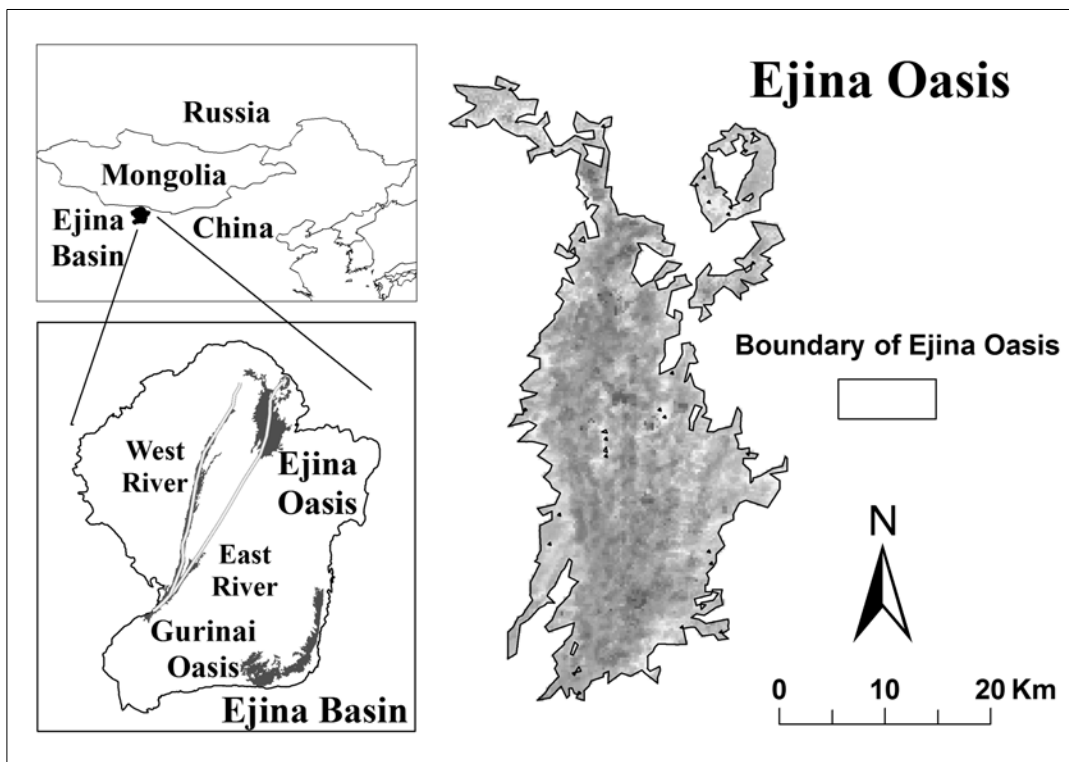 Russia
Mongolia
Ejina
Basin
China
West
River
Ejina
Oasis
East
River
Gurinai
Oasis
Ejina Basin
Ejina Oasis
Boundary of Ejina Oasis
N
0 10 20 Km